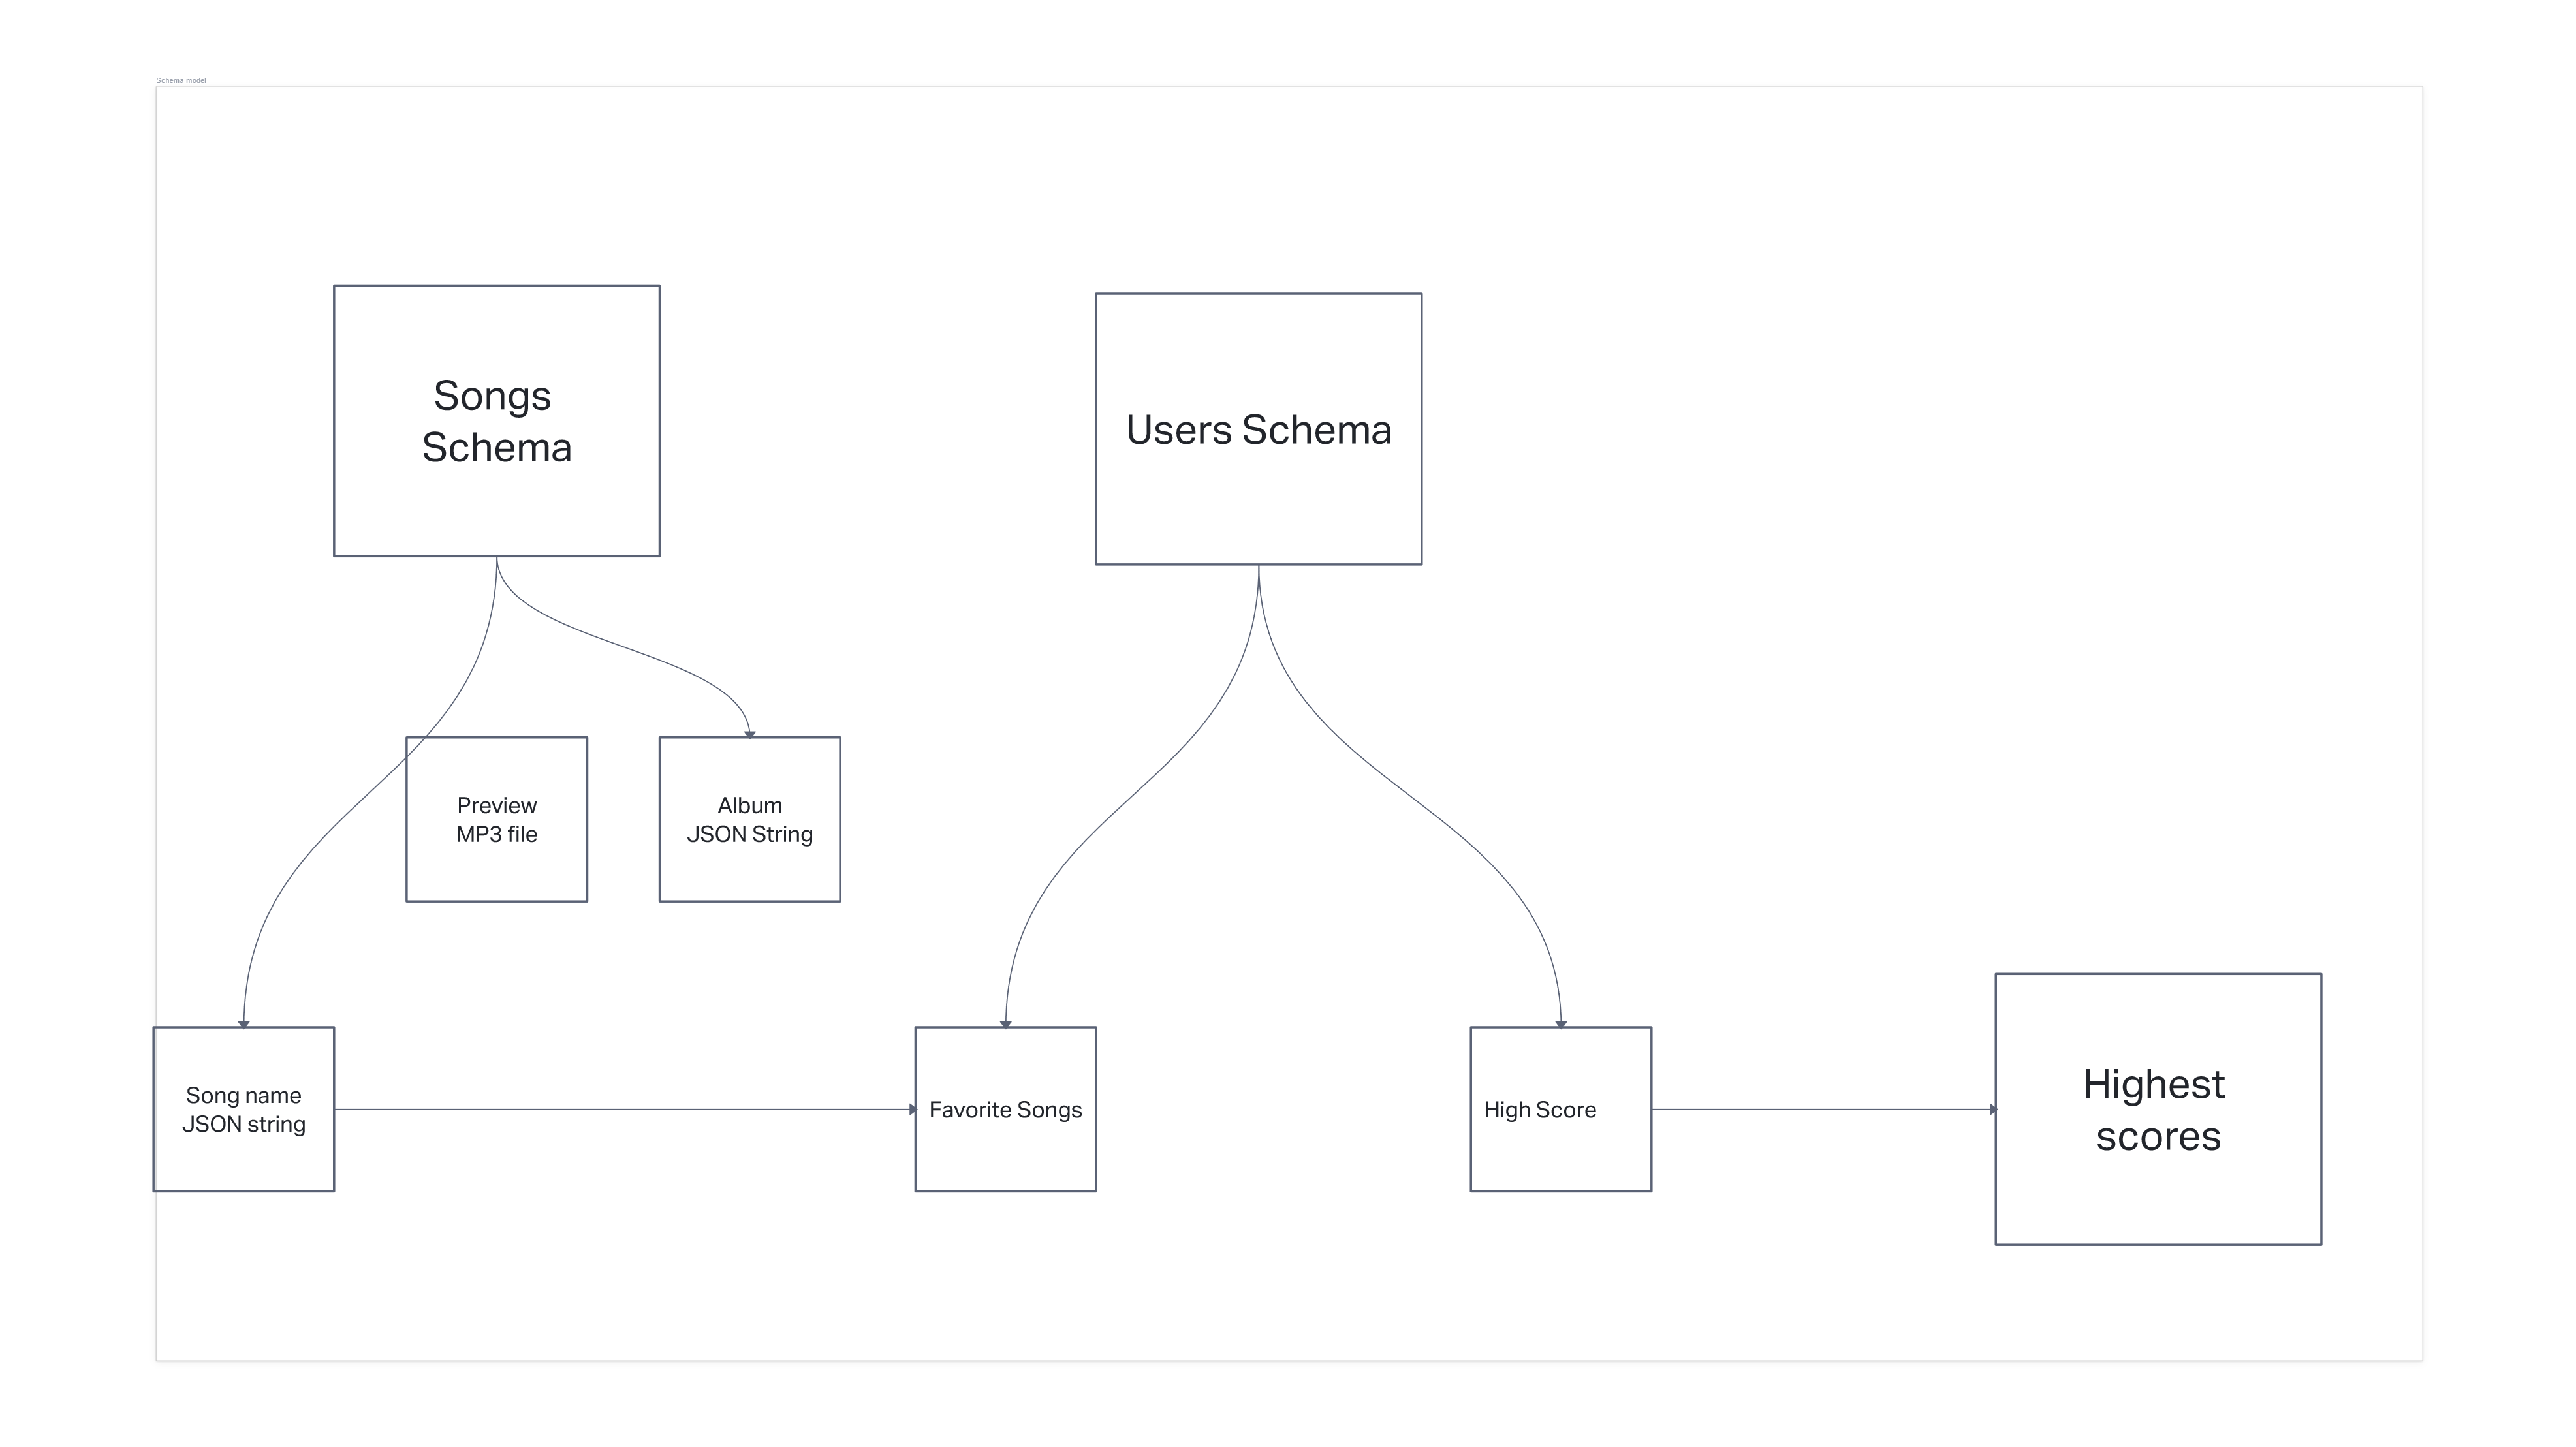 Schema model
Songs
Schema
Users Schema
Preview
MP3 file
Album
JSON String
Song name
JSON string
Favorite Songs
High Score
Highest
scores